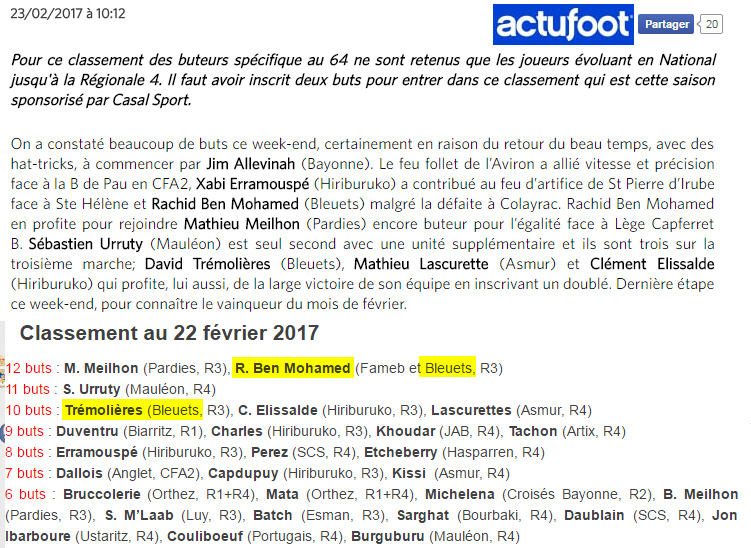 23/02/2017 à 10:12
actufoot
Partager 20
Pour ce classement des buteurs spécifique au 64 ne sont retenus que les joueurs évoluant en National
jusqu'à la Régionale 4. Il faut avoir inscrit deux buts pour entrer dans ce classement qui est cette saison
sponsorisé par Casal Sport.
On a constaté beaucoup de buts ce week-end, certainement en raison du retour du beau temps, avec des
hat-tricks, à commencer par Jim Allevinah (Bayonne). Le feu follet de l'Aviron a allié vitesse et précision
face à la B de Pau en CFA2, Xabi Erramouspé (Hiriburuko) a contribué au feu d'artifice de St Pierre d'Irube
face à Ste Hélène et Rachid Ben Mohamed (Bleuets) malgré la défaite à Colayrac. Rachid Ben Mohamed
en profite pour rejoindre Mathieu Meilhon (Pardies) encore buteur pour l'égalité face à Lège Capferret
B. Sébastien Urruty (Mauléon) est seul second avec une unité supplémentaire et ils sont trois sur la
troisième marche; David Trémolières (Bleuets), Mathieu Lascurette (Asmur) et Clément Elissalde
(Hiriburuko) qui profite, lui aussi, de la large victoire de son équipe en inscrivant un doublé. Dernière étape
ce week-end, pour connaître le vainqueur du mois de février.
Classement au 22 février 2017
12 buts : M. Meilhon (Pardies, R3), R. Ben Mohamed (Fameb et Bleuets, R3)
11 buts : S. Urruty (Mauléon, R4)
10 buts : Trémolières (Bleuets, R3), C. Elissalde (Hiriburuko, R3), Lascurettes (Asmur, R4)
9 buts : Duventru (Biarritz, R1), Charles (Hiriburuko, R3), Khoudar (JAB, R4), Tachon (Artix, R4)
8 buts : Erramouspé (Hiriburuko, R3), Perez (SCS, R4), Etcheberry (Hasparren, R4)
7 buts : Dallois (Anglet, CFA2), Capdupuy (Hiriburuko, R3), Kissi (Asmur, R4)
6 buts : Bruccolerie (Orthez, R1+R4), Mata (Orthez, R1+R4), Michelena (Croisés Bayonne, R2), B. Meilhon
(Pardies, R3), S. M'Laab (Luy, R3), Batch (Esman, R3), Sarghat (Bourbaki, R4), Daublain (SCS, R4), Jon
Ibarboure (Ustaritz, R4), Couliboeuf (Portugais, R4), Burguburu (Mauléon, R4)